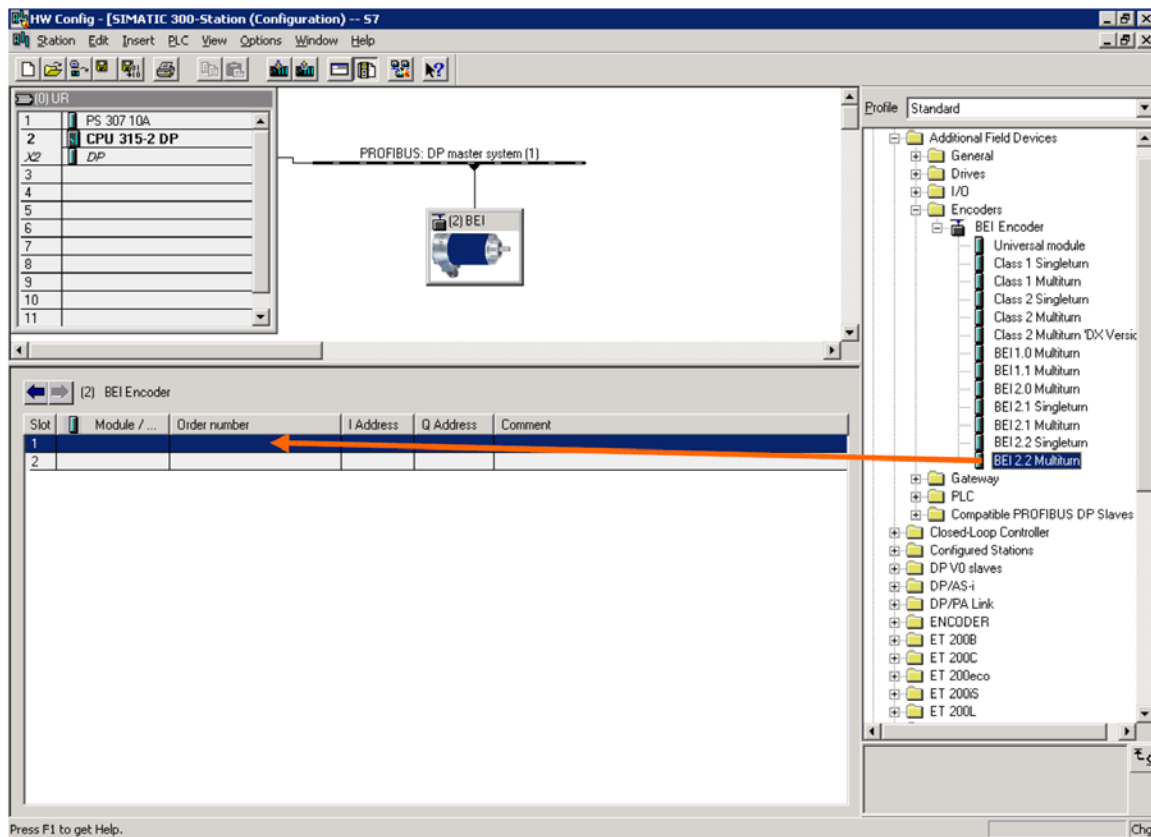 HW Config - [SIMATIC 300-Station (Configuration) -- S7
Station Edit Insert PLC View Options Window Help
(0) UR
1 PS 307 10A
2 CPU 315-2 DP
X2 DP
3
4
5
6
7
8
9
10
11
PROFIBUS: DP master system (1)
(2) BEI
(2) BEI Encoder
Slot Module / ... Order number I Address Q Address Comment
1
2
Profile Standard
Additional Field Devices
General
Drives
I/O
Encoders
BEI Encoder
Universal module
Class 1 Singleturn
Class 1 Multiturn
Class 2 Singleturn
Class 2 Multiturn
Class 2 Multiturn 'DX Versic
BEI 1.0 Multiturn
BEI 1.1 Multiturn
BEI 2.0 Multiturn
BEI 2.1 Singleturn
BEI 2.1 Multiturn
BEI 2.2 Singleturn
BEI 2.2 Multiturn
Gateway
PLC
Compatible PROFIBUS DP Slaves
Closed-Loop Controller
Configured Stations
DP V0 slaves
DP/AS-i
DP/PA Link
ENCODER
ET 200B
ET 200C
ET 200eco
ET 200iS
ET 200L
Press F1 to get Help.
Chg